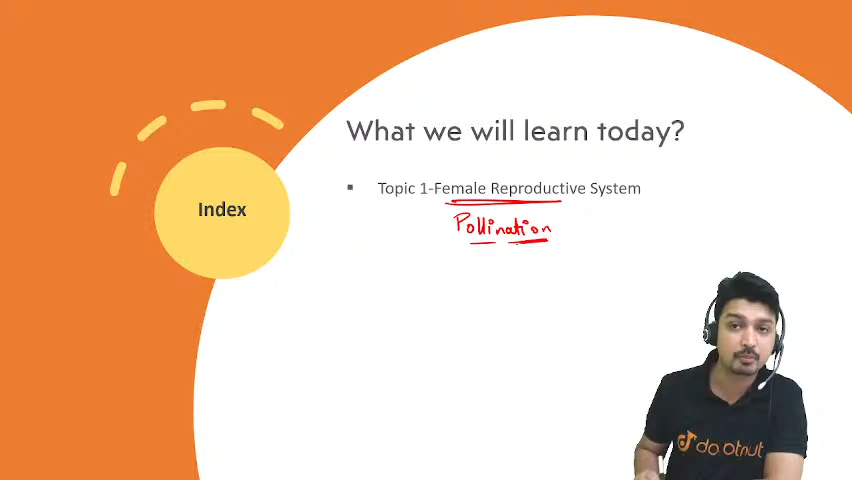 What we will learn today?
Index
▪ Topic 1-Female Reproductive System
Pollination
doubtnut